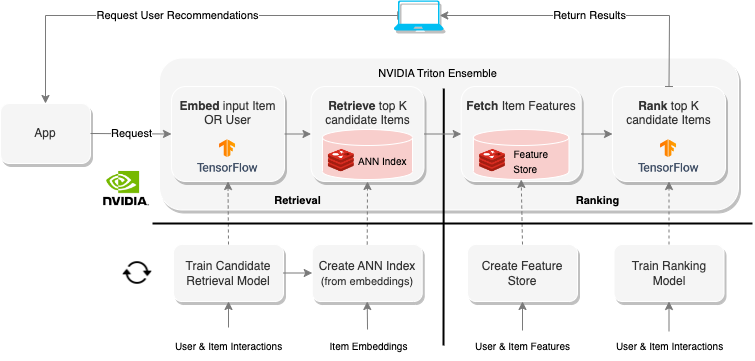 Request User Recommendations
Return Results
NVIDIA Triton Ensemble
App
Request
Embed input Item
OR User
TensorFlow
Retrieve top K
candidate Items
ANN Index
Fetch Item Features
Feature
Store
Rank top K
candidate Items
TensorFlow
NVIDIA.
Retrieval
Ranking
Train Candidate
Retrieval Model
Create ANN Index
(from embeddings)
Create Feature
Store
Train Ranking
Model
User & Item Interactions
Item Embeddings
User & Item Features
User & Item Interactions